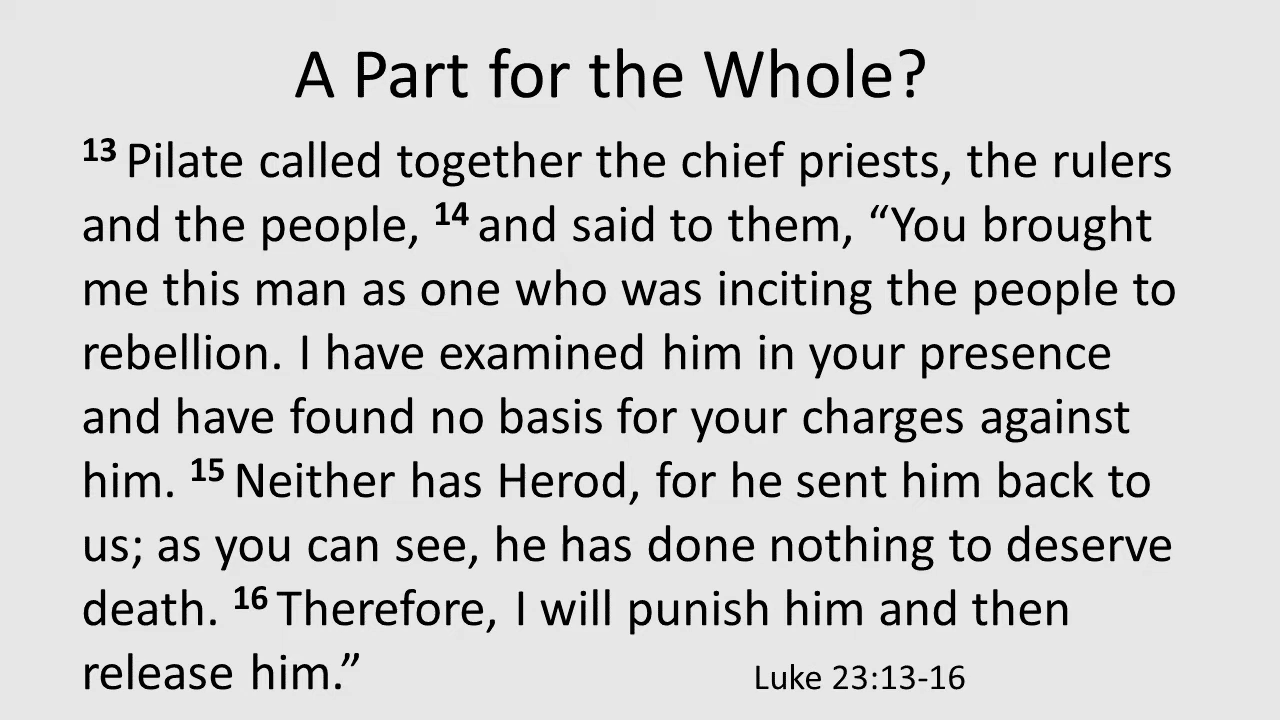 A Part for the Whole?
13 Pilate called together the chief priests, the rulers
and the people, 14 and said to them, “You brought
me this man as one who was inciting the people to
rebellion. I have examined him in your presence
and have found no basis for your charges against
him. 15 Neither has Herod, for he sent him back to
us; as you can see, he has done nothing to deserve
death. 16 Therefore, I will punish him and then
release him.” Luke 23:13-16